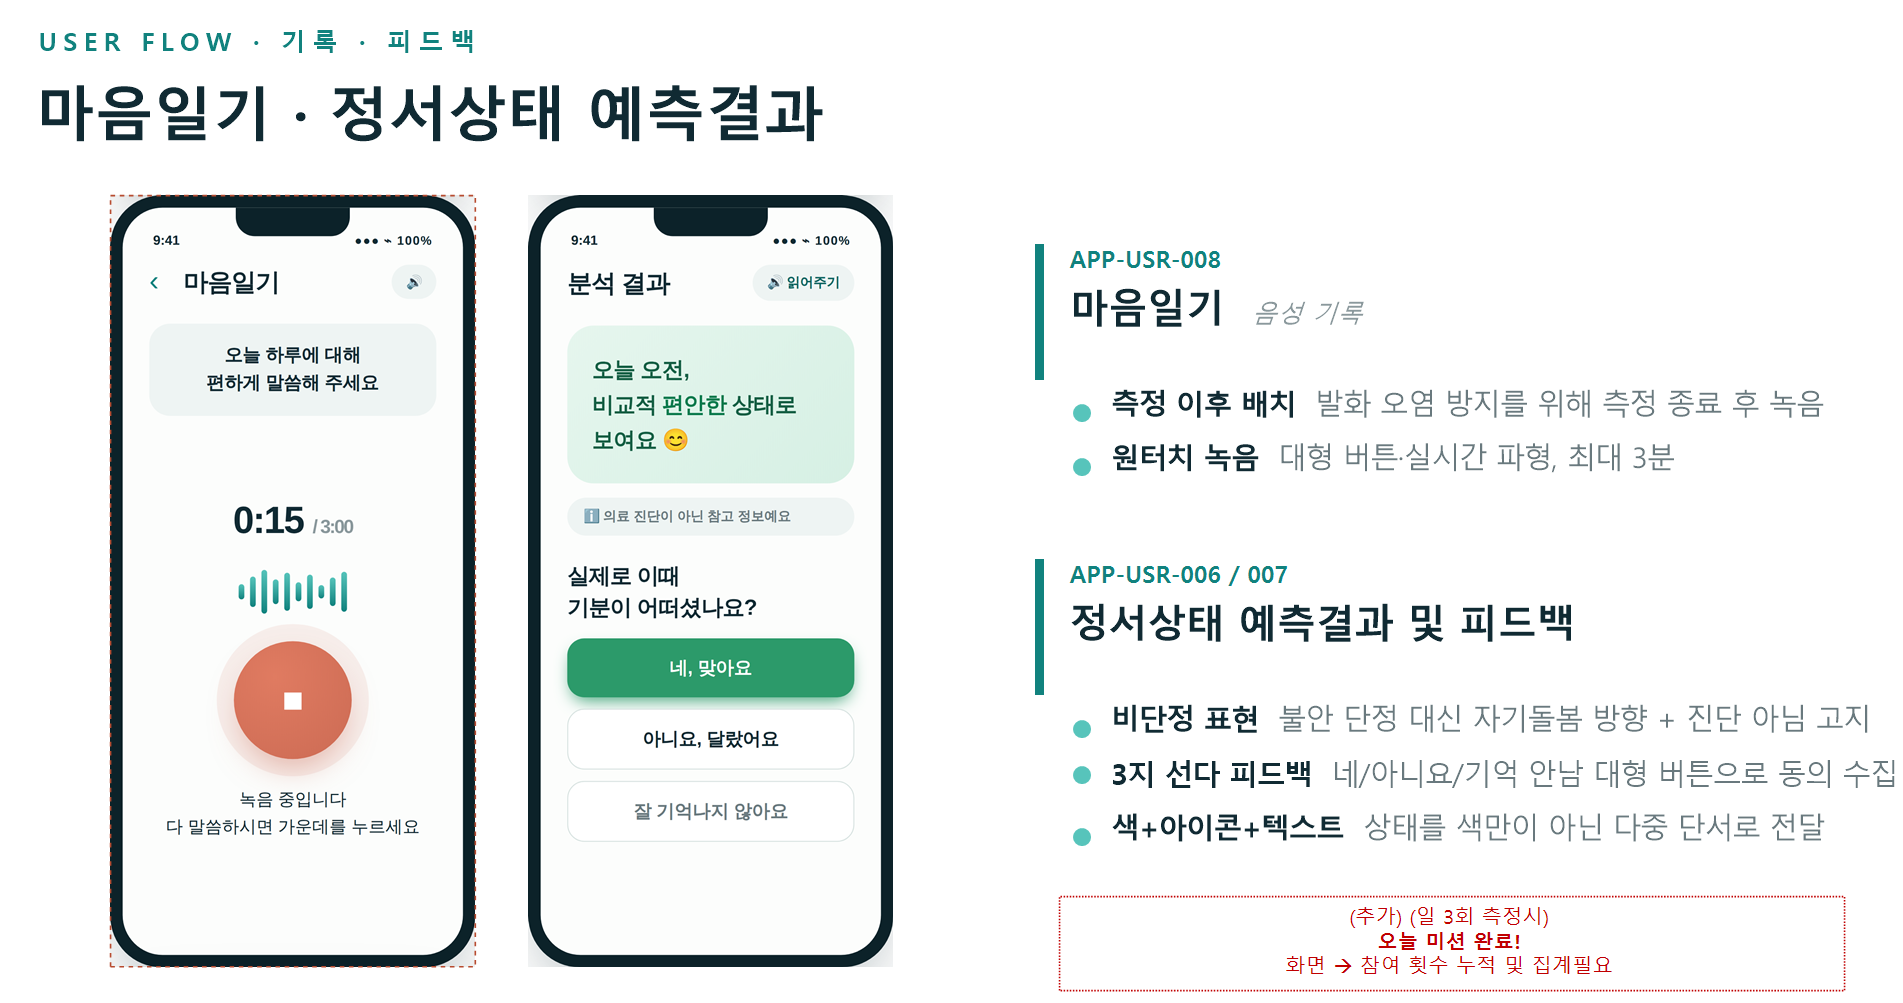 USER FLOW · 기록 · 피드백
마음일기 · 정서상태 예측결과
9:41
100%
마음일기
오늘 하루에 대해
편하게 말씀해 주세요
0:15 / 3:00
녹음 중입니다
다 말씀하시면 가운데를 누르세요
9:41
100%
분석 결과
읽어주기
오늘 오전,
비교적 편안한 상태로
보여요 😊
ℹ️ 의료 진단이 아닌 참고 정보예요
실제로 이때
기분이 어떠셨나요?
네, 맞아요
아니요, 달랐어요
잘 기억나지 않아요
APP-USR-008
마음일기 음성 기록
측정 이후 배치 발화 오염 방지를 위해 측정 종료 후 녹음
원터치 녹음 대형 버튼·실시간 파형, 최대 3분
APP-USR-006 / 007
정서상태 예측결과 및 피드백
비단정 표현 불안 단정 대신 자기돌봄 방향 + 진단 아님 고지
3지 선다 피드백 네/아니요/기억 안남 대형 버튼으로 동의 수집
색+아이콘+텍스트 상태를 색만이 아닌 다중 단서로 전달
(추가) (일 3회 측정시)
오늘 미션 완료!
화면 → 참여 횟수 누적 및 집계필요